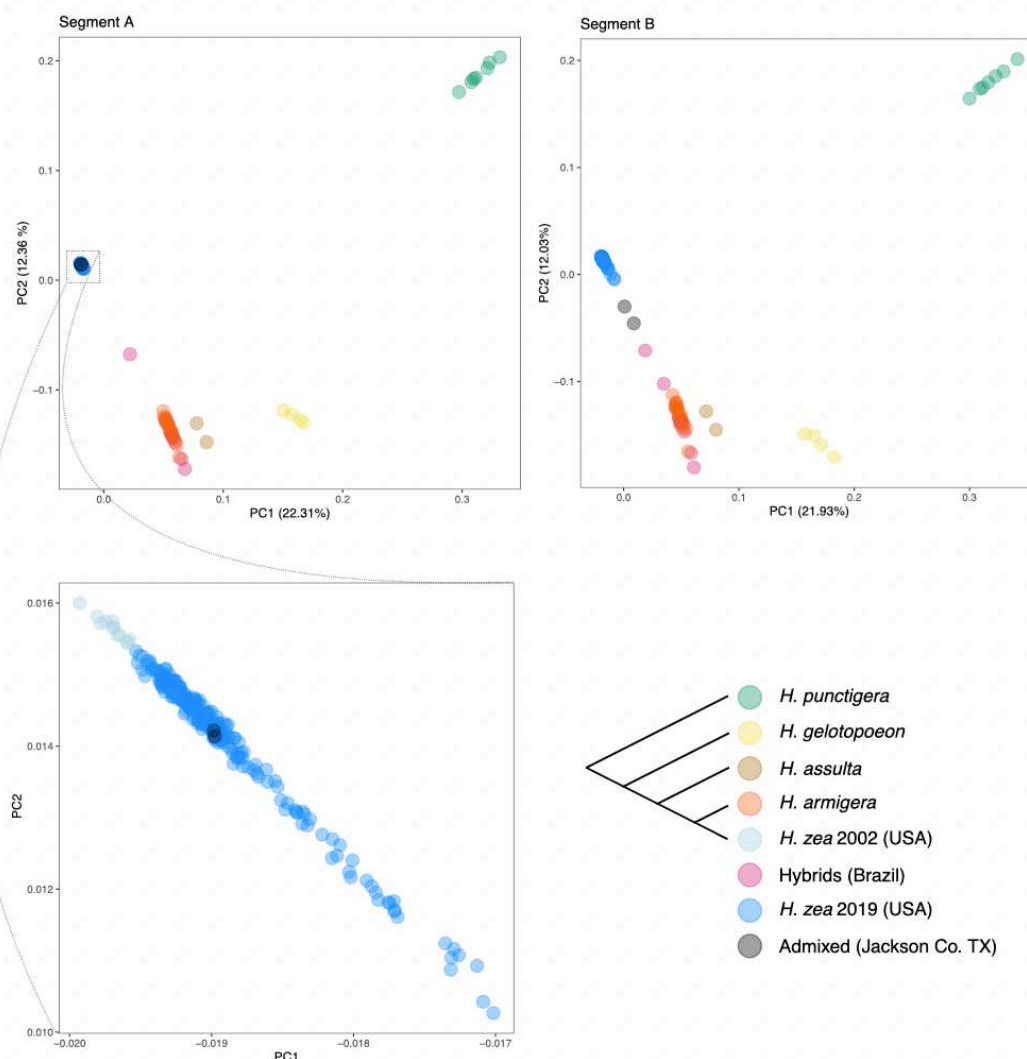 Segment A
0.2
0.1
0.0
−0.1
PC2 (12.36 %)
0.0
0.1
0.2
0.3
PC1 (22.31%)
Segment B
0.2
0.1
0.0
−0.1
PC2 (12.03%)
0.0
0.1
0.2
0.3
PC1 (21.93%)
0.016
0.014
0.012
0.010
PC2
−0.020
−0.019
−0.018
−0.017
PC1
H. punctigera
H. gelotopoeon
H. assulta
H. armigera
H. zea 2002 (USA)
Hybrids (Brazil)
H. zea 2019 (USA)
Admixed (Jackson Co. TX)